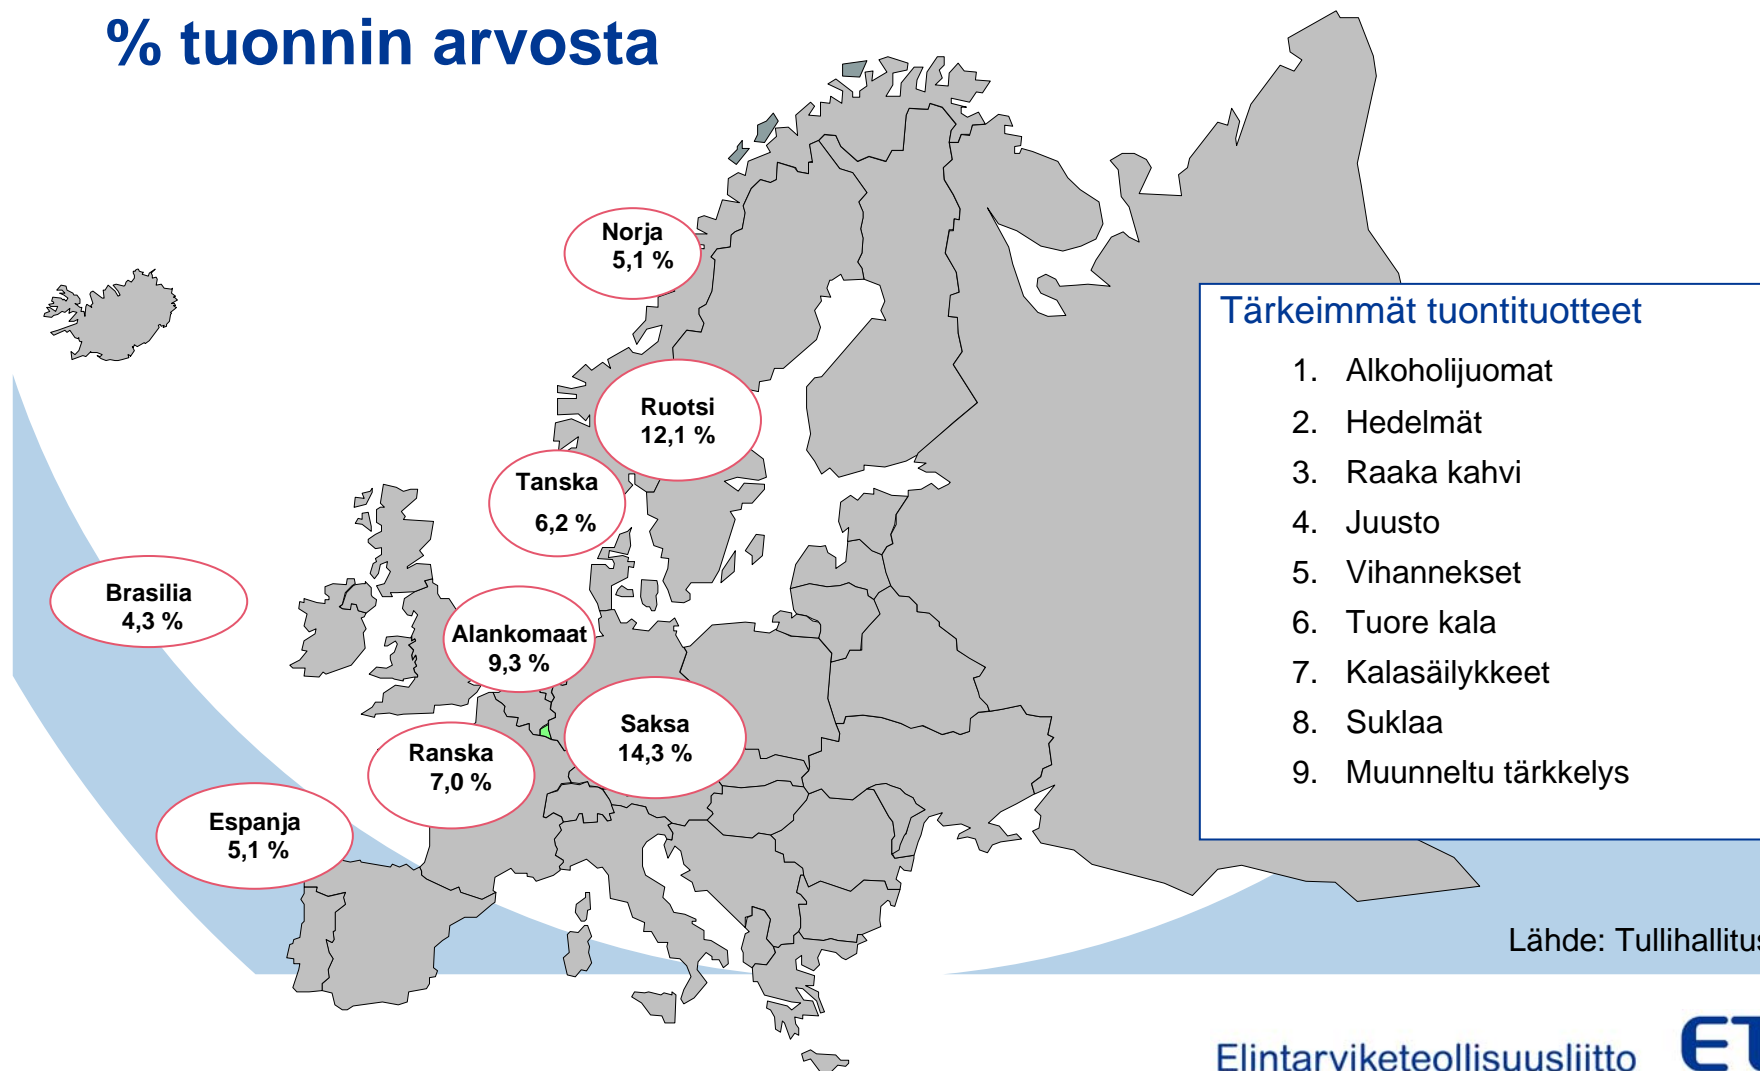 % tuonnin arvosta
Norja
5,1 %
Ruotsi
12,1 %
Tanska
6,2 %
Brasilia
4,3 %
Alankomaat
9,3 %
Saksa
14,3 %
Ranska
7,0 %
Espanja
5,1 %
Tärkeimmät tuontituotteet
1. Alkoholijuomat
2. Hedelmät
3. Raaka kahvi
4. Juusto
5. Vihannekset
6. Tuore kala
7. Kalasäilykkeet
8. Suklaa
9. Muunneltu tärkkelys
Lähde: Tullihallitus
Elintarviketeollisuusliitto ET